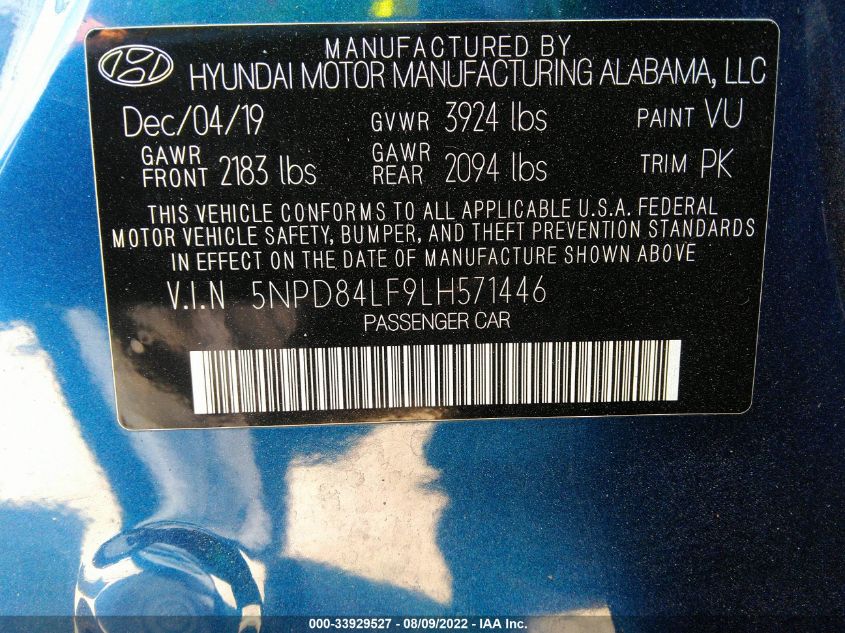 MANUFACTURED BY
HYUNDAI MOTOR MANUFACTURING ALABAMA, LLC
Dec/04/19 GVWR 3924 lbs PAINT VU
GAWR FRONT 2183 lbs GAWR REAR 2094 lbs TRIM PK
THIS VEHICLE CONFORMS TO ALL APPLICABLE U.S.A. FEDERAL
MOTOR VEHICLE SAFETY, BUMPER, AND THEFT PREVENTION STANDARDS
IN EFFECT ON THE DATE OF MANUFACTURE SHOWN ABOVE
V.I.N 5NPD84LF9LH571446
PASSENGER CAR
000-33929527 - 08/09/2022 - IAA Inc.